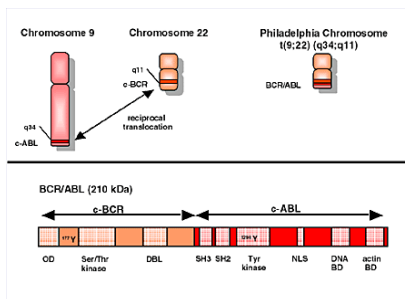 Chromosome 9
Chromosome 22
Philadelphia Chromosome
t(9;22) (q34;q11)
q11
c-BCR
BCR/ABL
q34
c-ABL
reciprocal
translocation
BCR/ABL (210 kDa)
c-BCR
c-ABL
OD
Ser/Thr
kinase
DBL
SH3
SH2
Tyr
kinase
NLS
DNA
BD
actin
BD